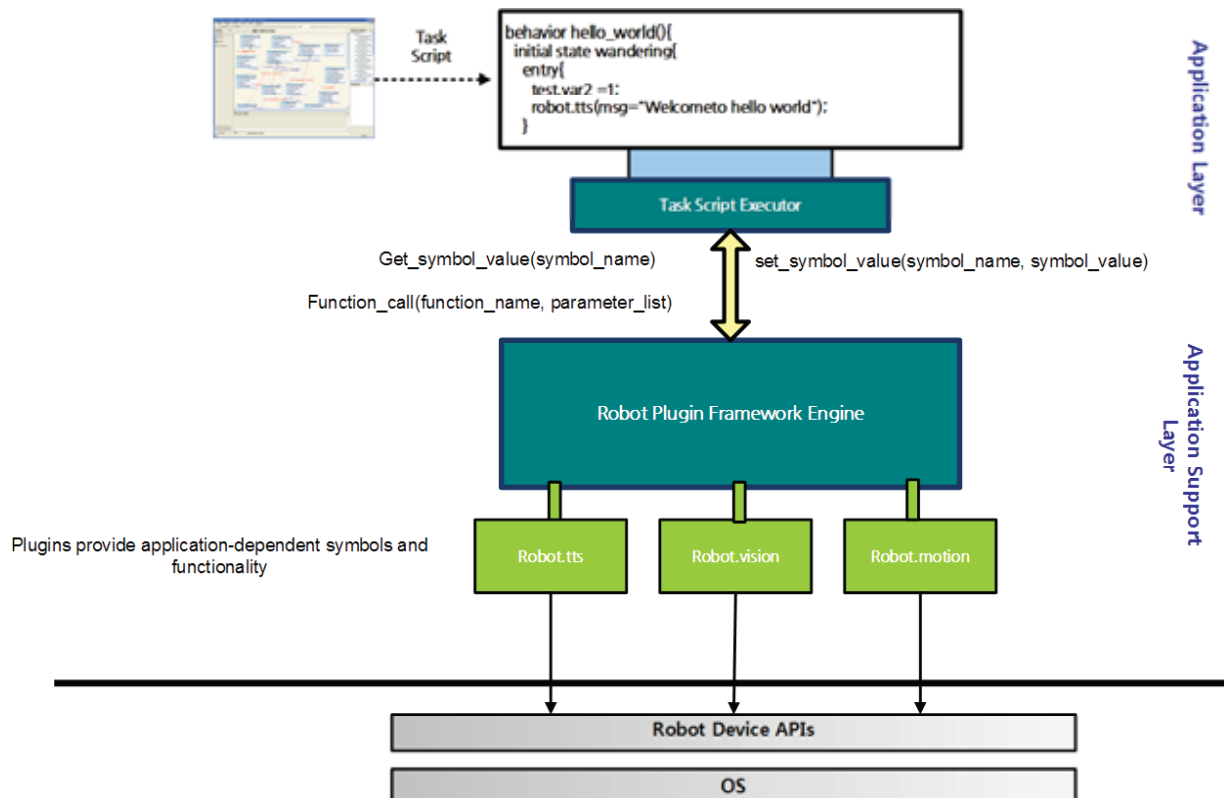 Task
Script
behavior hello_world(){
initial state wandering{
entry{
test.var2 =1;
robot.tts(msg="Welcometo hello world");
}
Application Layer
Task Script Executor
Get_symbol_value(symbol_name)
set_symbol_value(symbol_name, symbol_value)
Function_call(function_name, parameter_list)
Robot Plugin Framework Engine
Application Support
Layer
Plugins provide application-dependent symbols and
functionality
Robot.tts
Robot.vision
Robot.motion
Robot Device APIs
OS